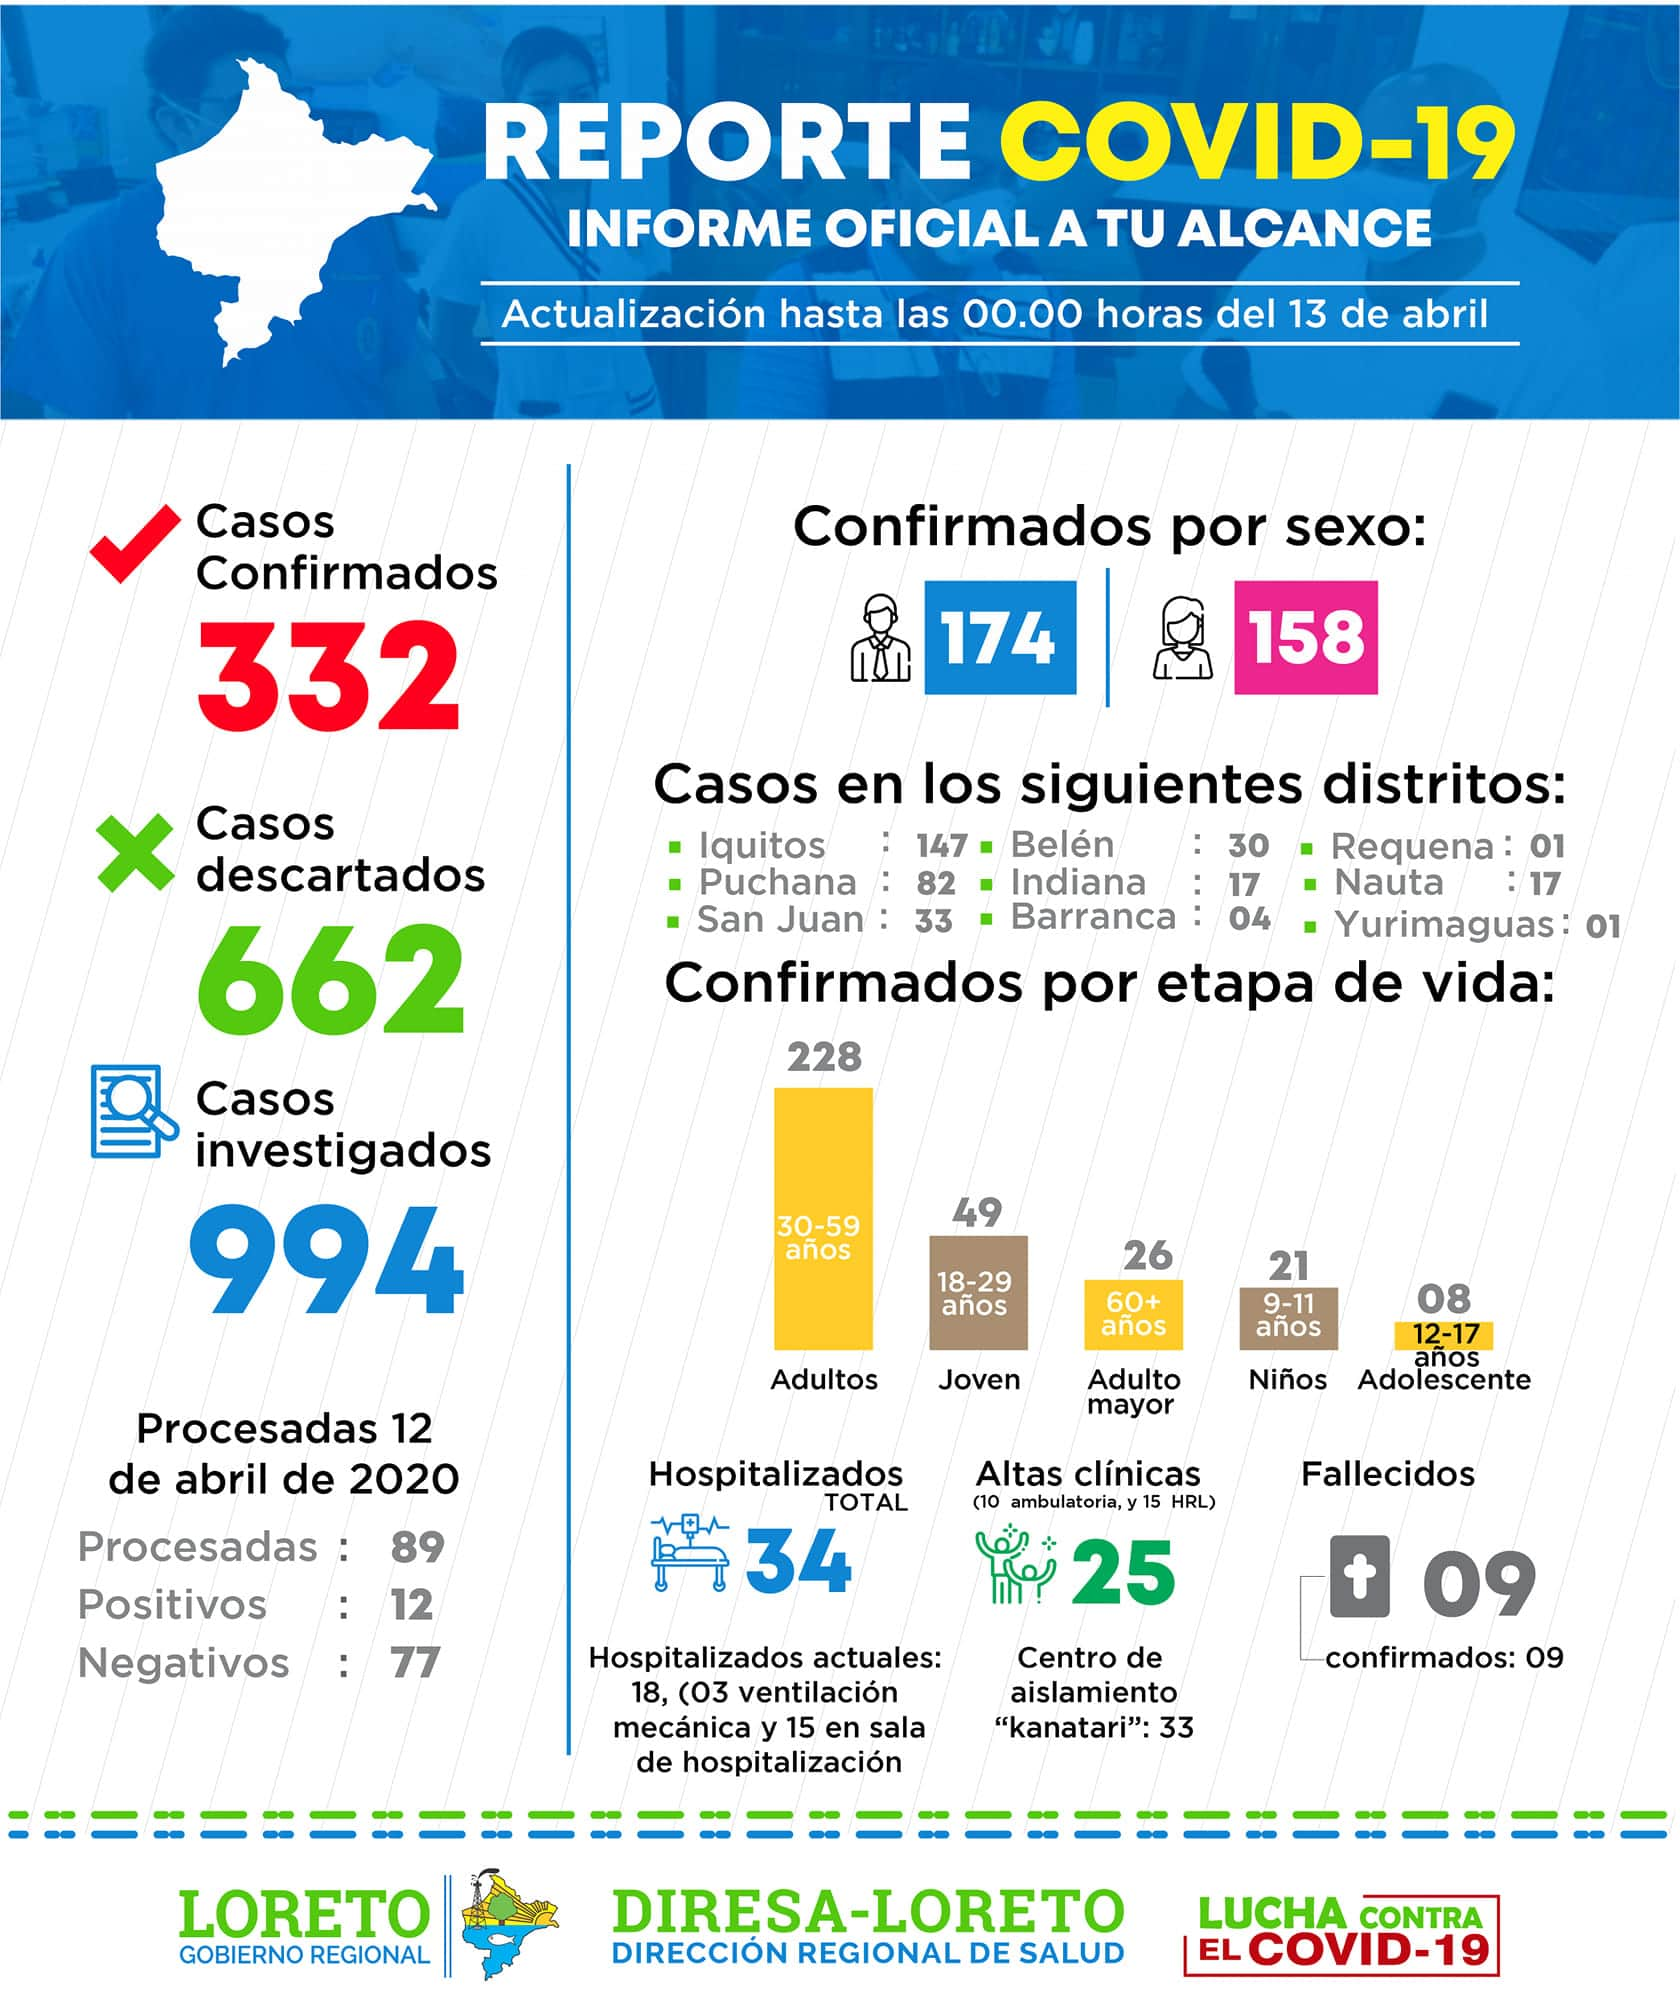 REPORTE COVID-19
INFORME OFICIAL A TU ALCANCE
Actualización hasta las 00.00 horas del 13 de abril
Casos
Confirmados
332
Casos
descartados
662
Casos
investigados
994
Procesadas 12
de abril de 2020
Procesadas : 89
Positivos : 12
Negativos : 77
Confirmados por sexo:
174
158
Casos en los siguientes distritos:
Iquitos : 147 Belén : 30 Requena : 01
Puchana : 82 Indiana : 17 Nauta : 17
San Juan : 33 Barranca : 04 Yurimaguas : 01
Confirmados por etapa de vida:
228
30-59
años
Adultos
49
18-29
años
Joven
26
60+
años
Adulto
mayor
21
9-11
años
Niños
08
12-17
años
Adolescente
Hospitalizados
TOTAL
34
Hospitalizados actuales:
18, (03 ventilación
mecánica y 15 en sala
de hospitalización
Altas clínicas
(10 ambulatoria, y 15 HRL)
25
Centro de
aislamiento
“kanatari”: 33
Fallecidos
09
confirmados: 09
LORETO
GOBIERNO REGIONAL
DIRESA-LORETO
DIRECCIÓN REGIONAL DE SALUD
LUCHA CONTRA
EL COVID-19